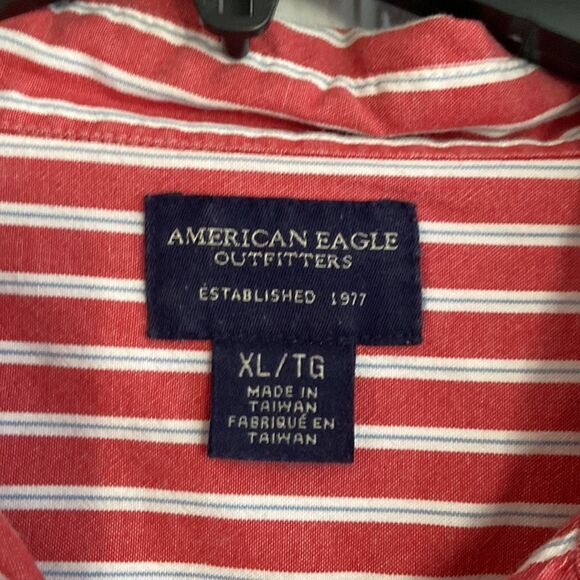 AMERICAN EAGLE
OUTFITTERS
ESTABLISHED 1977
XL/TG
MADE IN
TAIWAN
FABRIQUÉ EN
TAIWAN